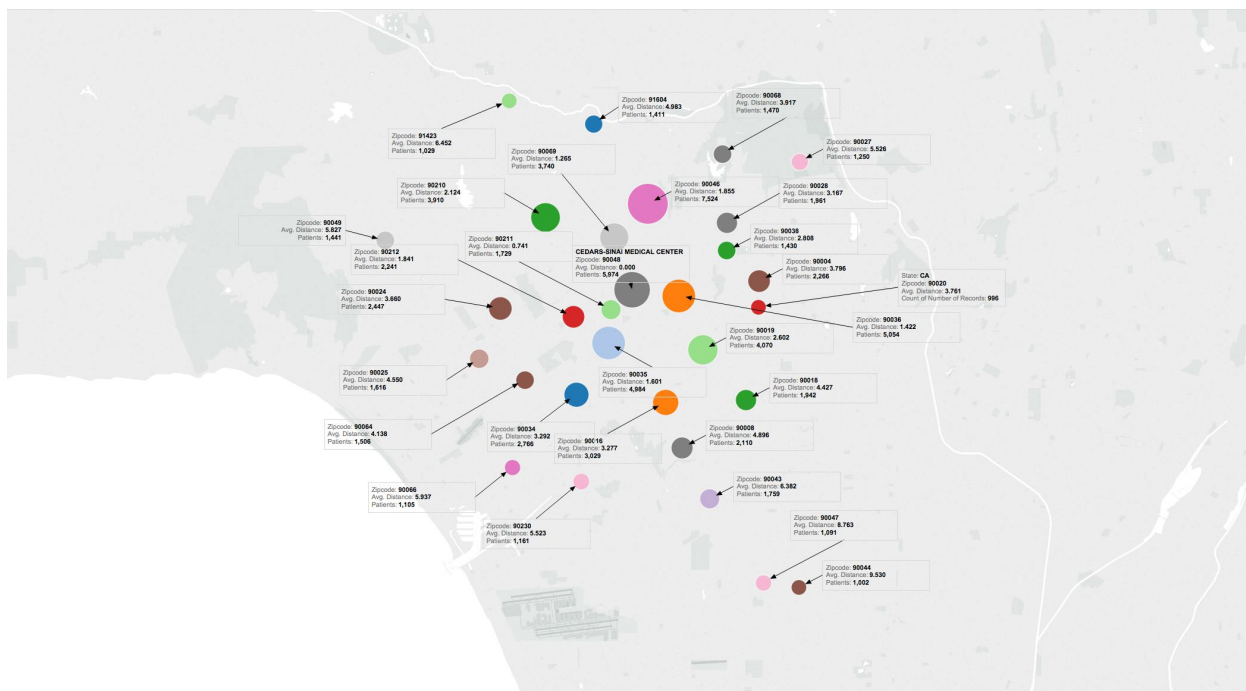 Zipcode: 91604
Avg. Distance: 4.983
Patients: 1,411
Zipcode: 90068
Avg. Distance: 3.917
Patients: 1,470
Zipcode: 91423
Avg. Distance: 6.452
Patients: 1,029
Zipcode: 90069
Avg. Distance: 1.265
Patients: 3,740
Zipcode: 90027
Avg. Distance: 5.526
Patients: 1,250
Zipcode: 90210
Avg. Distance: 2.124
Patients: 3,910
Zipcode: 90046
Avg. Distance: 1.855
Patients: 7,524
Zipcode: 90028
Avg. Distance: 3.167
Patients: 1,961
Zipcode: 90049
Avg. Distance: 5.827
Patients: 1,441
Zipcode: 90211
Avg. Distance: 0.741
Patients: 1,729
Zipcode: 90038
Avg. Distance: 2.808
Patients: 1,430
Zipcode: 90212
Avg. Distance: 1.841
Patients: 2,241
CEDARS-SINAI MEDICAL CENTER
Zipcode: 90048
Avg. Distance: 0.000
Patients: 5,974
Zipcode: 90004
Avg. Distance: 3.796
Patients: 2,266
State: CA
Zipcode: 90020
Avg. Distance: 3.761
Count of Number of Records: 996
Zipcode: 90024
Avg. Distance: 3.660
Patients: 2,447
Zipcode: 90036
Avg. Distance: 1.422
Patients: 5,054
Zipcode: 90019
Avg. Distance: 2.602
Patients: 4,070
Zipcode: 90025
Avg. Distance: 4.550
Patients: 1,616
Zipcode: 90035
Avg. Distance: 1.601
Patients: 4,984
Zipcode: 90018
Avg. Distance: 4.427
Patients: 1,942
Zipcode: 90064
Avg. Distance: 4.138
Patients: 1,506
Zipcode: 90034
Avg. Distance: 3.292
Patients: 2,766
Zipcode: 90016
Avg. Distance: 3.277
Patients: 3,029
Zipcode: 90008
Avg. Distance: 4.896
Patients: 2,110
Zipcode: 90066
Avg. Distance: 5.937
Patients: 1,105
Zipcode: 90043
Avg. Distance: 6.382
Patients: 1,759
Zipcode: 90230
Avg. Distance: 5.523
Patients: 1,161
Zipcode: 90047
Avg. Distance: 8.763
Patients: 1,091
Zipcode: 90044
Avg. Distance: 9.530
Patients: 1,002